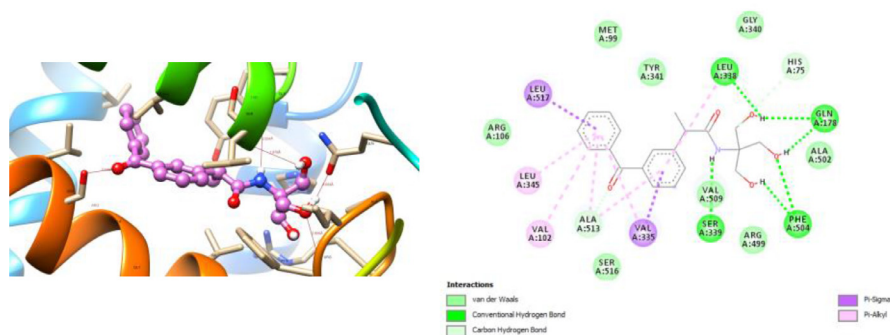 MET
A:99
GLY
A:340
TYR
A:341
LEU
A:338
HIS
A:75
LEU
A:517
GLN
A:178
ARG
A:106
ALA
A:502
LEU
A:345
VAL
A:509
VAL
A:102
ALA
A:513
VAL
A:335
SER
A:339
ARG
A:499
PHE
A:504
SER
A:516
O
H
O
N
H
O
H
O
H
O
Interactions
van der Waals
Conventional Hydrogen Bond
Carbon Hydrogen Bond
Pi-Sigma
Pi-Alkyl